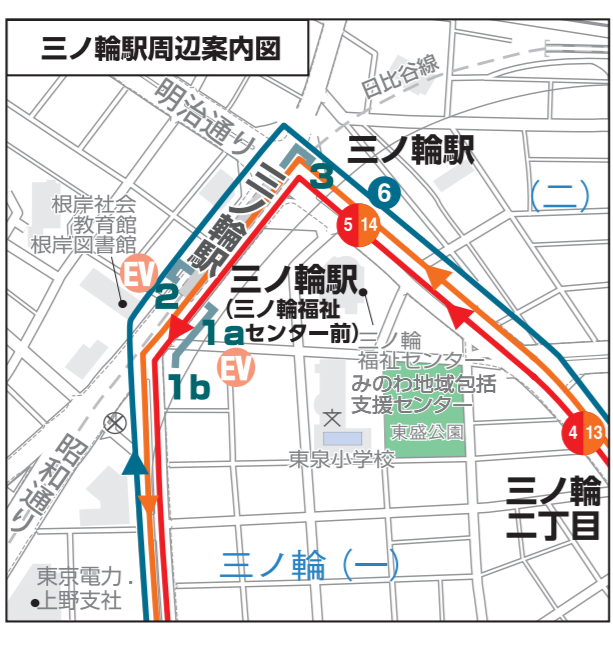 三ノ輪駅周辺案内図
日比谷線
明治通り
三ノ輪駅
3
6
(二)
根岸社会
教育館
根岸図書館
三ノ輪駅
5
14
EV
2
三ノ輪駅
(三ノ輪福祉
センター前)
1a
EV
1b
三ノ輪
福祉センター
みのわ地域包括
支援センター
東盛公園
文
東泉小学校
4
13
三ノ輪
二丁目
昭和通り
三ノ輪 (一)
東京電力
上野支社